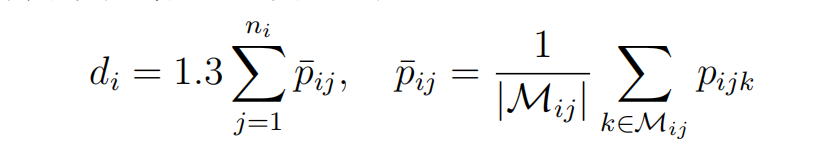 $$d_i = 1.3 \sum_{j=1}^{n_i} \bar{p}_{ij}, \quad \bar{p}_{ij} = \frac{1}{|\mathcal{M}_{ij}|} \sum_{k \in \mathcal{M}_{ij}} p_{ijk}$$